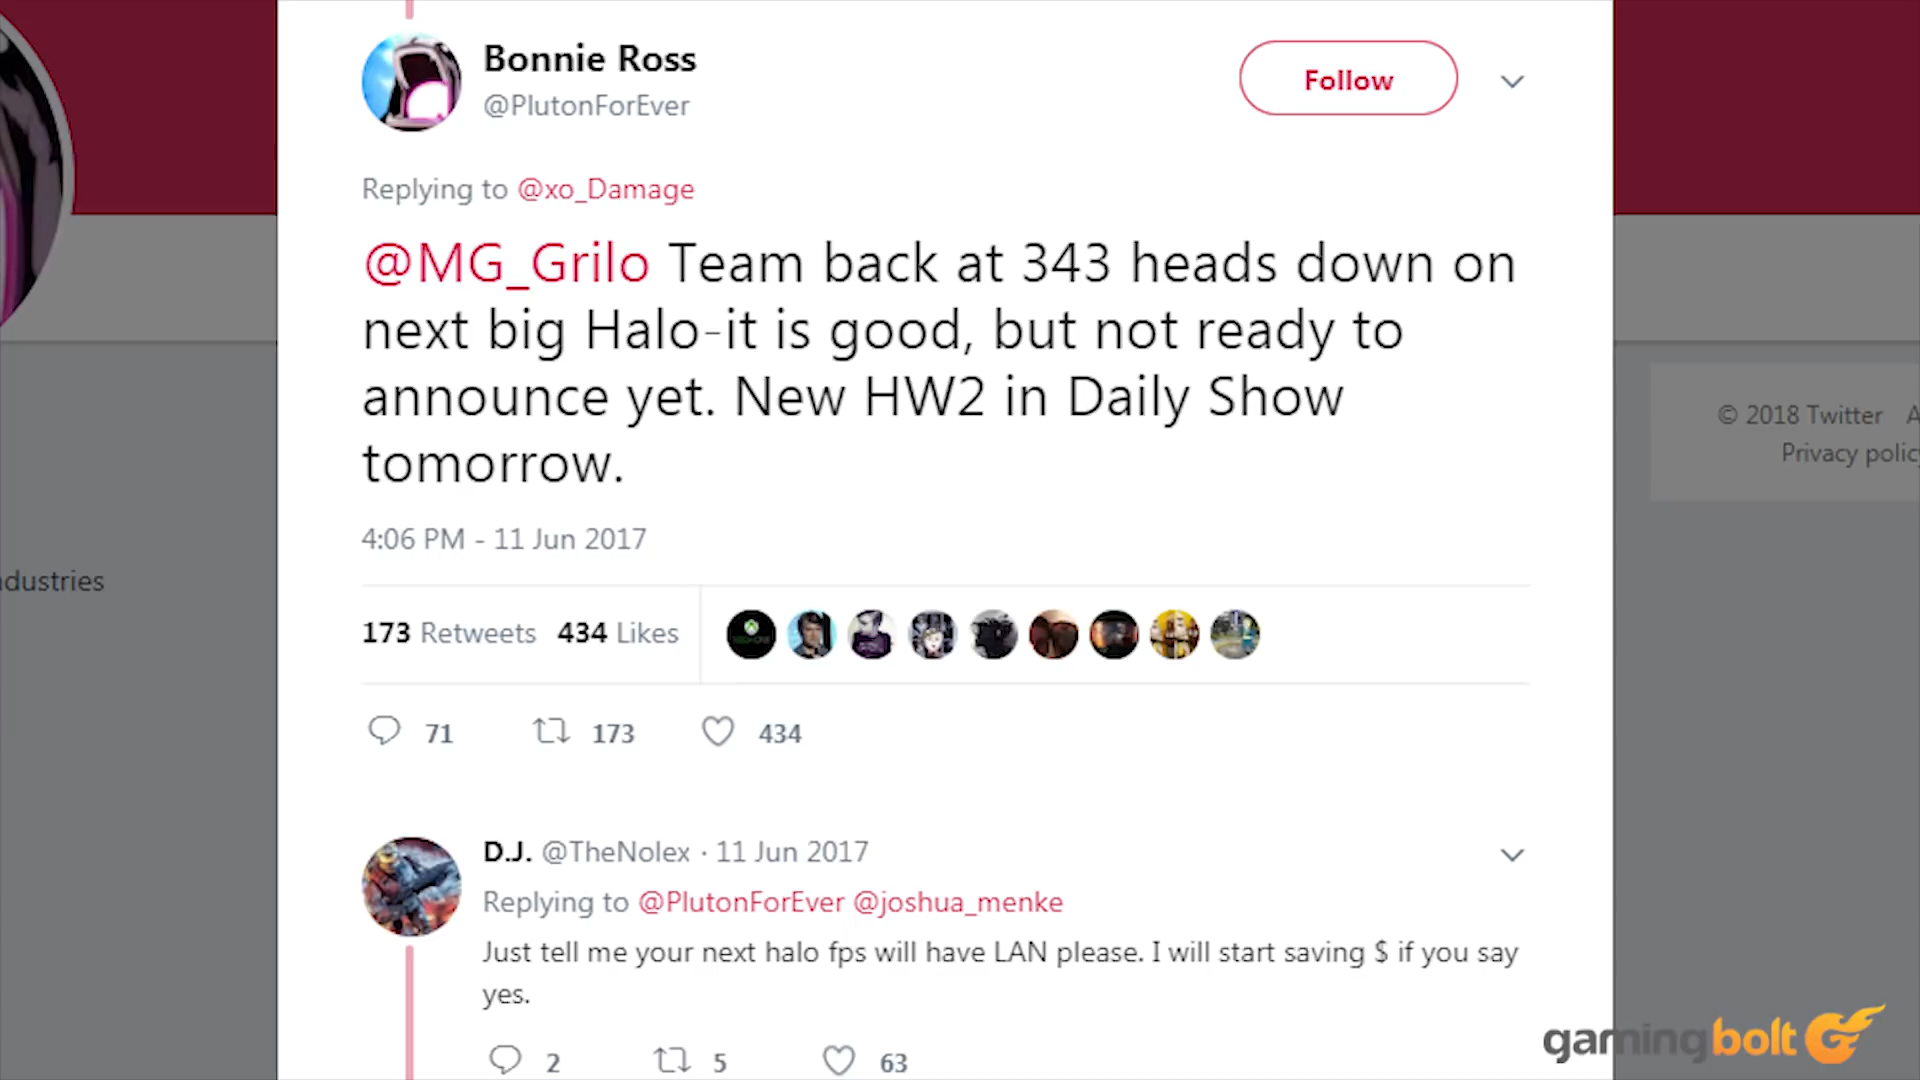 Bonnie Ross
@PlutonForEver
Follow
Replying to @xo_Damage
@MG_Grilo Team back at 343 heads down on
next big Halo-it is good, but not ready to
announce yet. New HW2 in Daily Show
tomorrow.
4:06 PM - 11 Jun 2017
173 Retweets 434 Likes
71 173 434
D.J. @TheNolex · 11 Jun 2017
Replying to @PlutonForEver @joshua_menke
Just tell me your next halo fps will have LAN please. I will start saving $ if you say
yes.
2 5 63
ndustries
© 2018 Twitter A
Privacy policy
gamingbolt